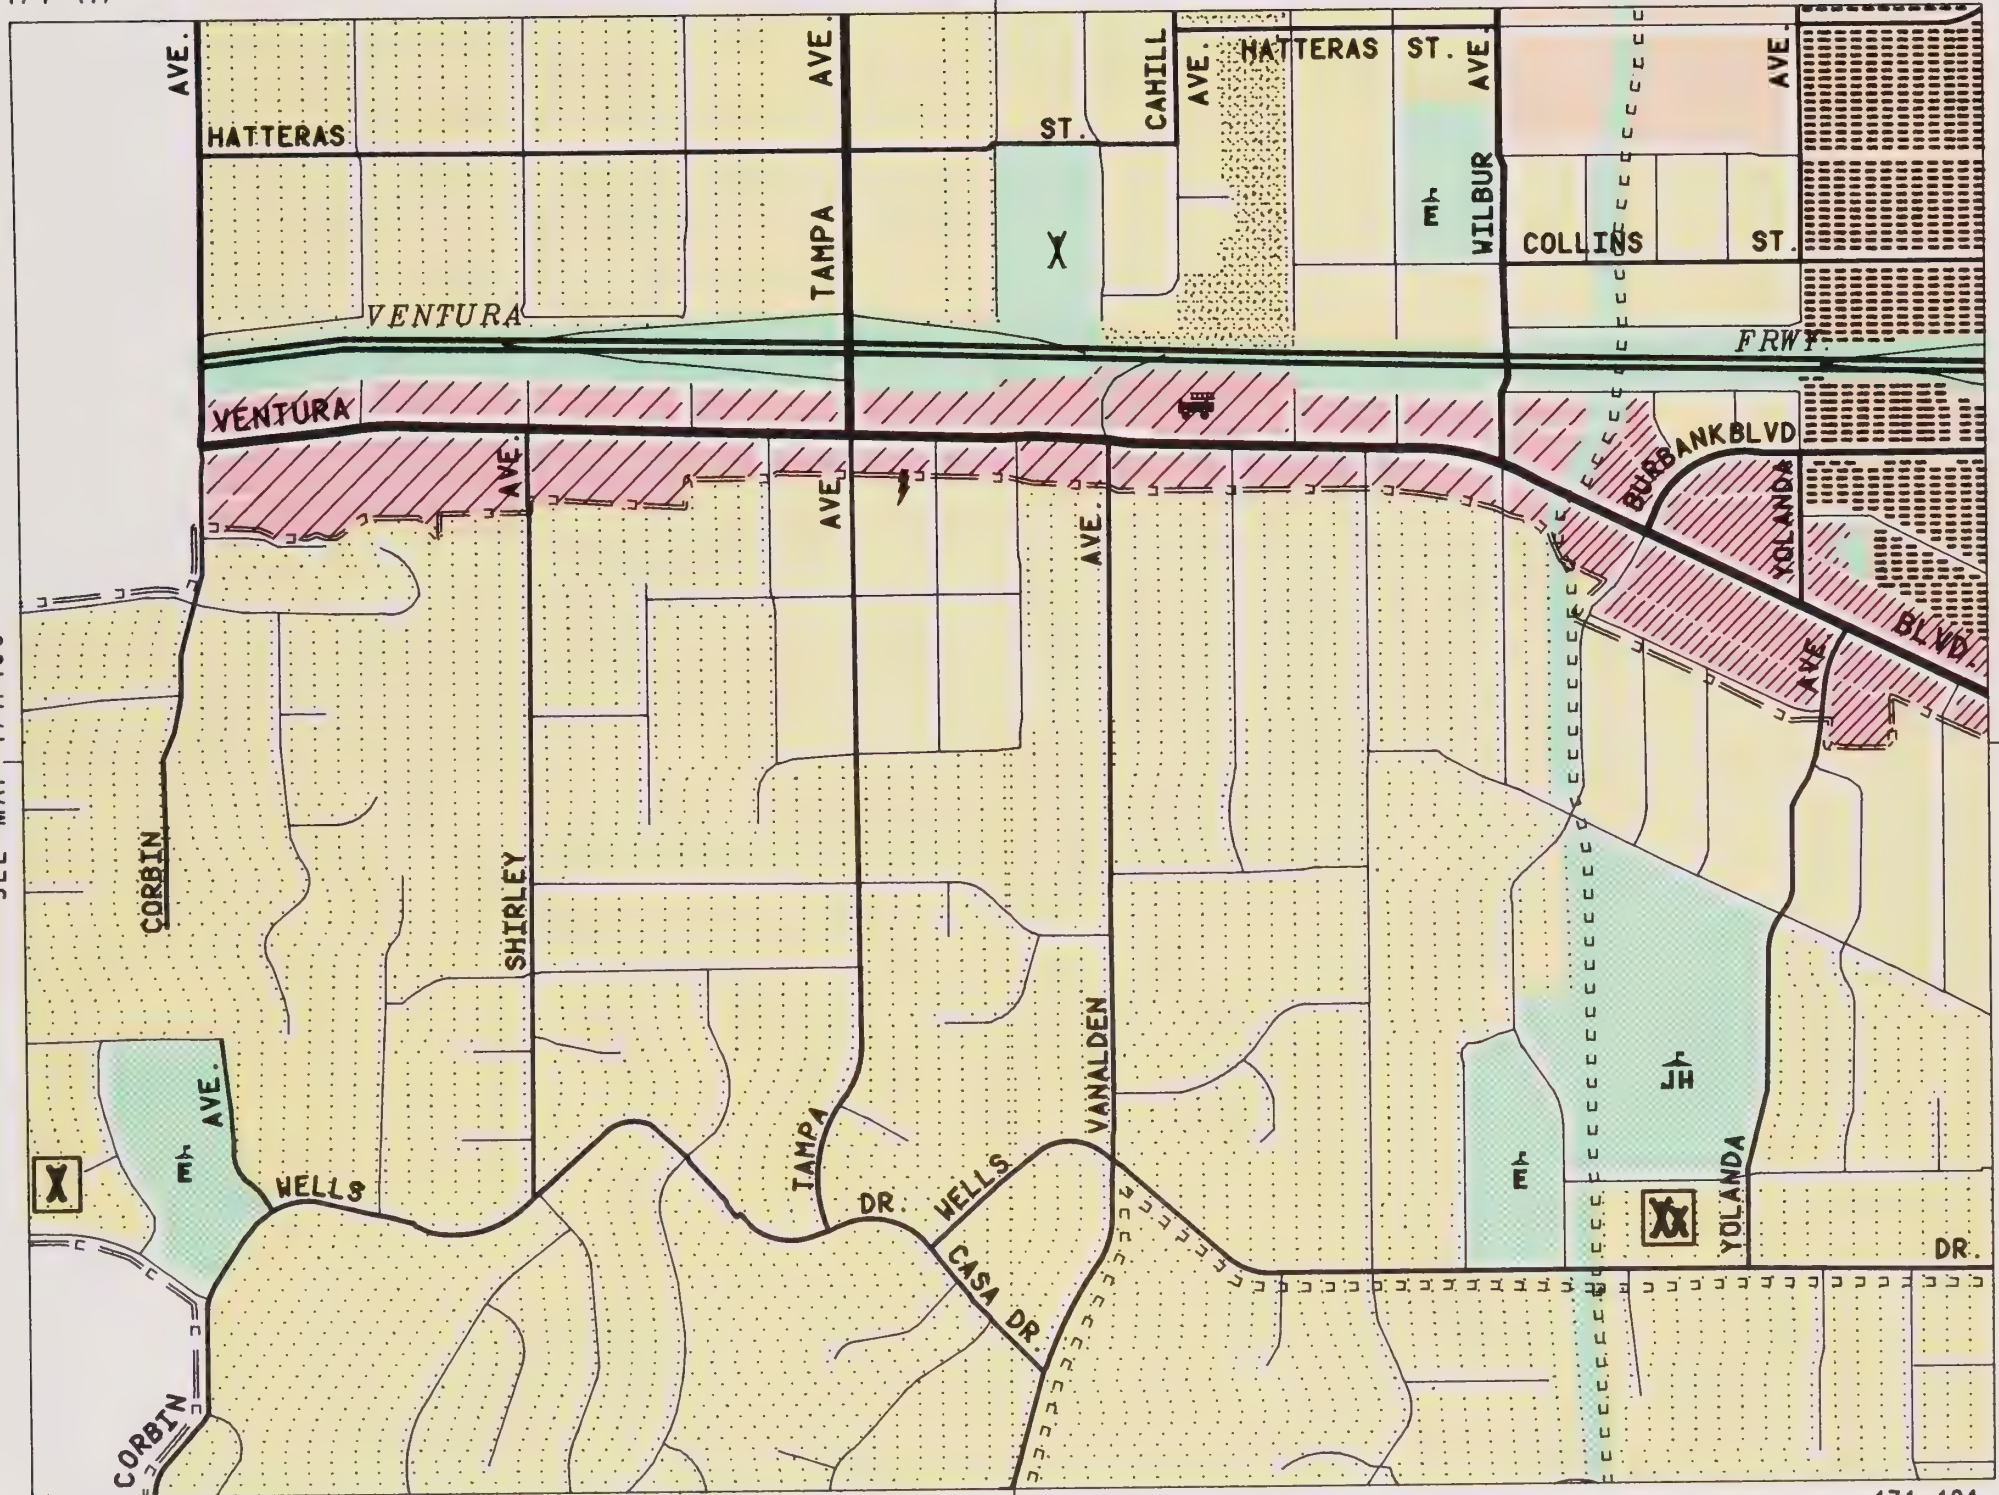 AVE.
AVE.
CAHILL
AVE.
HATTERAS ST.
AVE.
AVE.
HATTERAS
ST.
WILBUR
TAMPA
E
COLLINS ST.
VENTURA
FRWY.
VENTURA
BURBANK BLVD
AVE.
AVE.
AVE.
YOLANDA
BLVD.
AVE
CORBIN
SHIRLEY
VANALDEN
JH
AVE.
E
TAMPA
WELLS
WELLS
DR.
E
YOLANDA
DR.
CASA DR
CORBIN